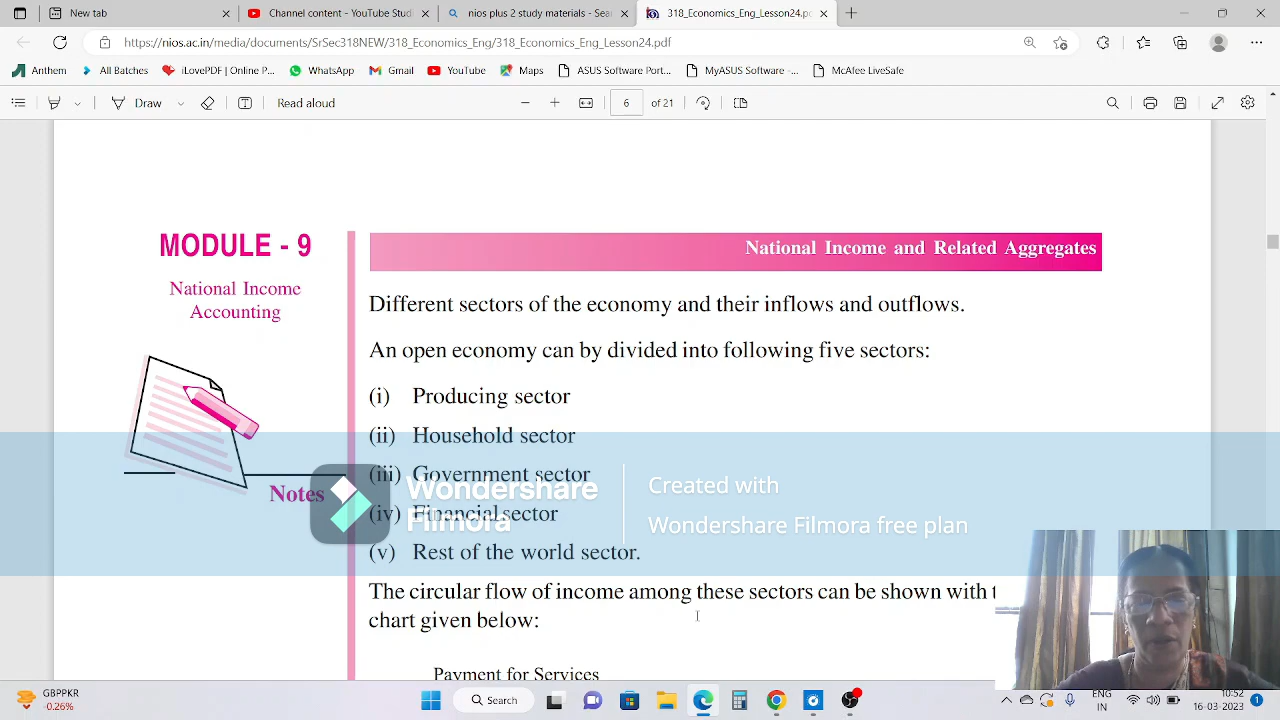 New tab
Channel content - YouTube Stud
nios plus 2 study materials - Sea
318_Economics_Eng_Lesson24.pd
https://nios.ac.in/media/documents/SrSec318NEW/318_Economics_Eng/318_Economics_Eng_Lesson24.pdf
Anthem
All Batches
iLovePDF | Online P...
WhatsApp
Gmail
YouTube
Maps
ASUS Software Port...
MyASUS Software -...
McAfee LiveSafe
Draw
Read aloud
6
of 21
MODULE - 9
National Income
Accounting
Notes
National Income and Related Aggregates
Different sectors of the economy and their inflows and outflows.
An open economy can by divided into following five sectors:
(i) Producing sector
(ii) Household sector
(iii) Government sector
(iv) Financial sector
(v) Rest of the world sector.
The circular flow of income among these sectors can be shown with t
chart given below:
Payment for Services
Wondershare
Filmora
Created with
Wondershare Filmora free plan
GBPPKR
-0.26%
Search
ENG
IN
10:52
16-03-2023
1